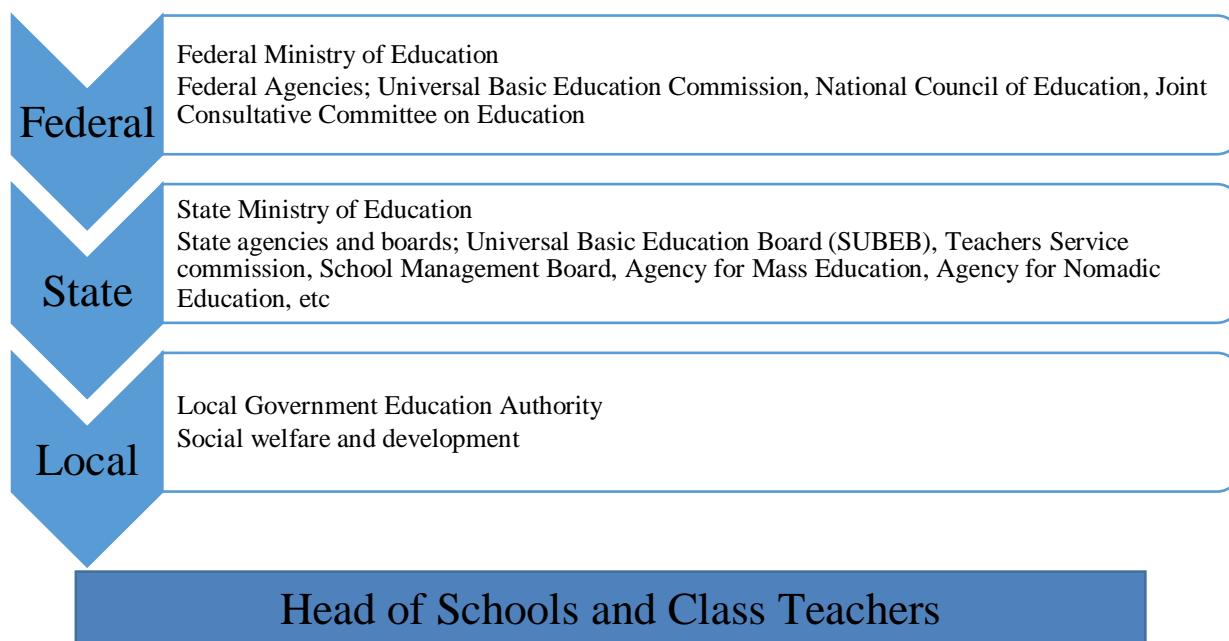 Federal
Federal Ministry of Education
Federal Agencies; Universal Basic Education Commission, National Council of Education, Joint
Consultative Committee on Education
State
State Ministry of Education
State agencies and boards; Universal Basic Education Board (SUBEB), Teachers Service
commission, School Management Board, Agency for Mass Education, Agency for Nomadic
Education, etc
Local
Local Government Education Authority
Social welfare and development
Head of Schools and Class Teachers